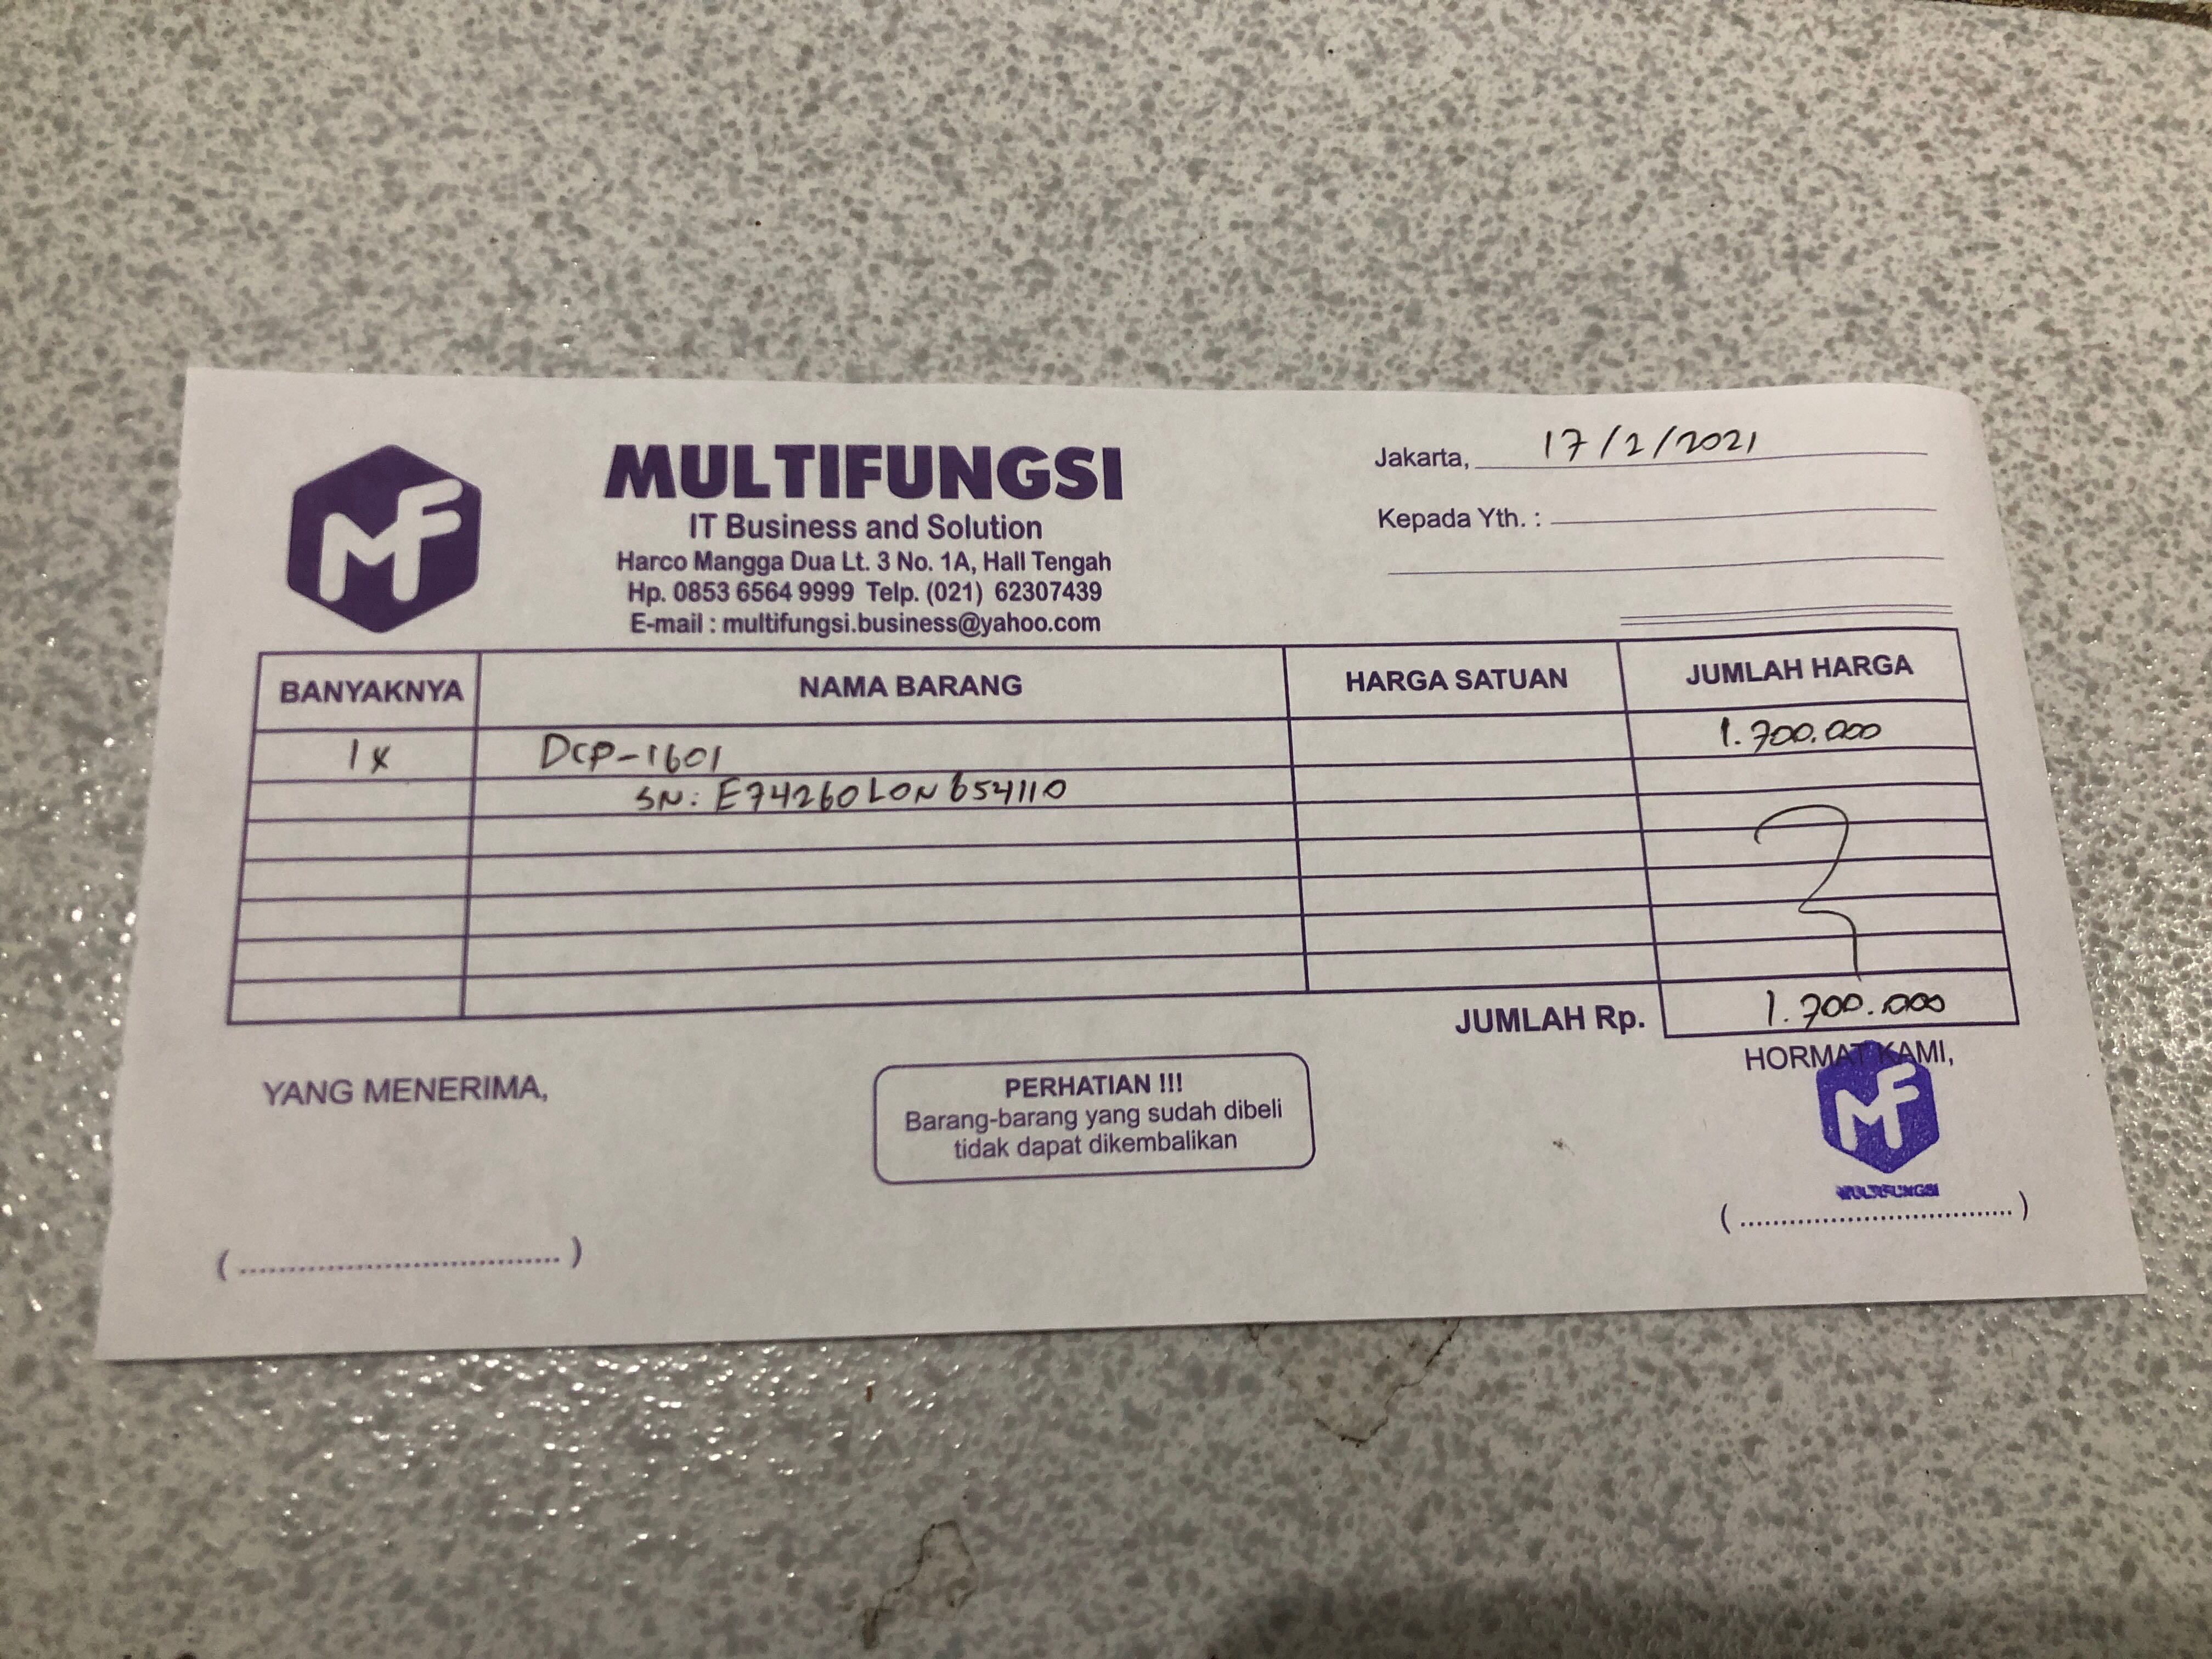 MF
MULTIFUNGSI
IT Business and Solution
Harco Mangga Dua Lt. 3 No. 1A, Hall Tengah
Hp. 0853 6564 9999 Telp. (021) 62307439
E-mail : multifungsi.business@yahoo.com
Jakarta, 17/2/2021
Kepada Yth. :
BANYAKNYA NAMA BARANG HARGA SATUAN JUMLAH HARGA
1x DCP-1601 1.700.000
SN: E74260L0N654110
JUMLAH Rp. 1.700.000
YANG MENERIMA,
PERHATIAN !!!
Barang-barang yang sudah dibeli
tidak dapat dikembalikan
HORMAT KAMI,
MF
MULTIFUNGSI
(................................)
(................................)